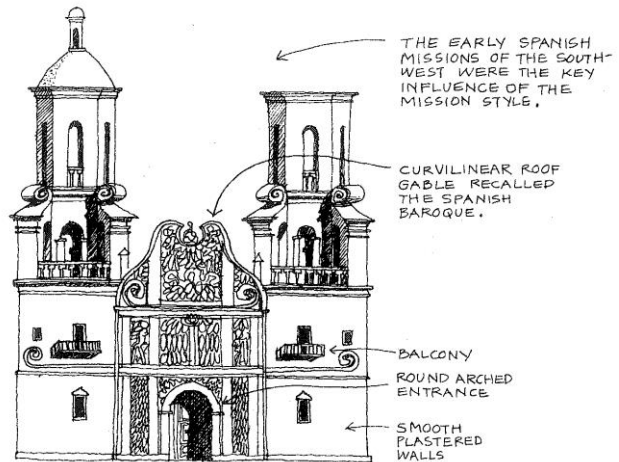 THE EARLY SPANISH
MISSIONS OF THE SOUTH-
WEST WERE THE KEY
INFLUENCE OF THE
MISSION STYLE.
CURVILINEAR ROOF
GABLE RECALLED
THE SPANISH
BAROQUE.
BALCONY
ROUND ARCHED
ENTRANCE
SMOOTH
PLASTERED
WALLS